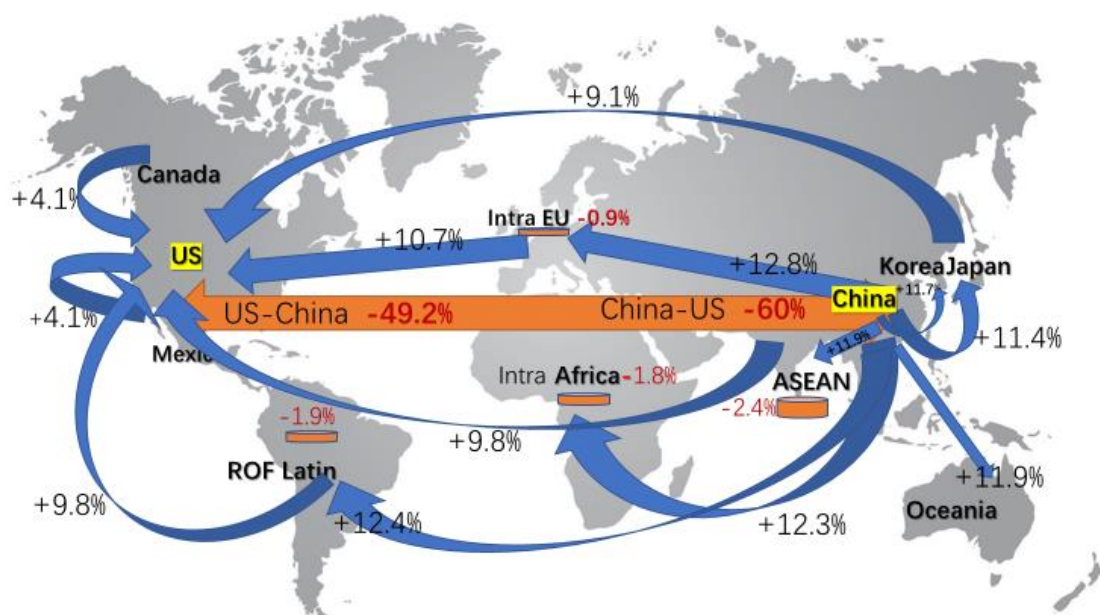 +9.1%
Canada
+4.1%
Intra EU -0.9%
+10.7%
US
+12.8%
Korea Japan
China
+11.7%
US-China -49.2%
China-US -60%
+4.1%
+11.4%
+11.9%
Mexic
Intra Africa -1.8%
ASEAN
-2.4%
-1.9%
+9.8%
ROF Latin
+11.9%
+9.8%
+12.4%
+12.3%
Oceania